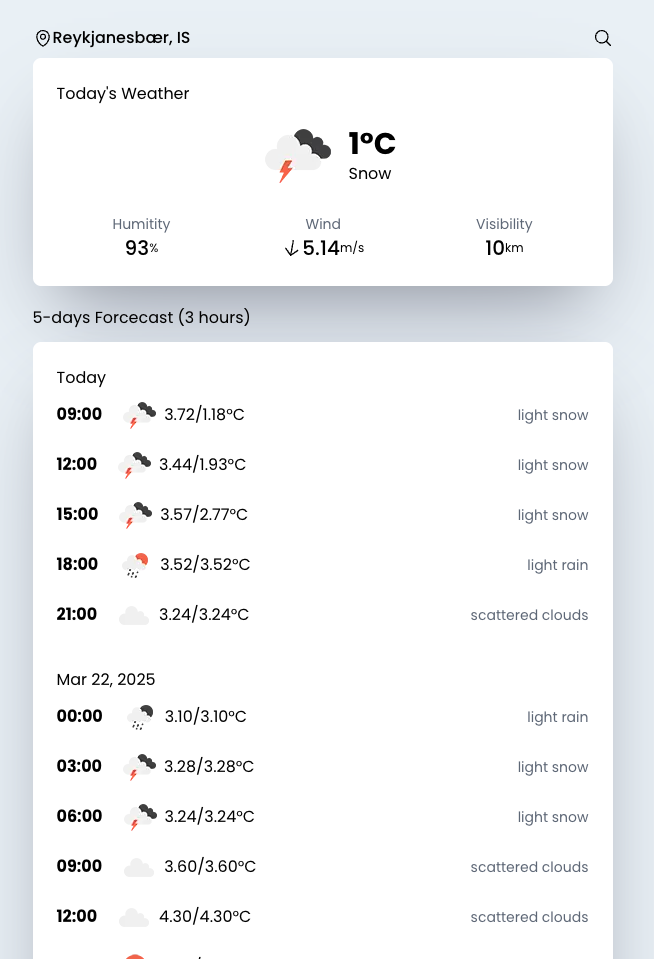 Reykjanesbær, IS
Today's Weather
1°C
Snow
Humitity Wind Visibility
93% 5.14m/s 10km
5-days Forcecast (3 hours)
Today
09:00 3.72/1.18°C light snow
12:00 3.44/1.93°C light snow
15:00 3.57/2.77°C light snow
18:00 3.52/3.52°C light rain
21:00 3.24/3.24°C scattered clouds
Mar 22, 2025
00:00 3.10/3.10°C light rain
03:00 3.28/3.28°C light snow
06:00 3.24/3.24°C light snow
09:00 3.60/3.60°C scattered clouds
12:00 4.30/4.30°C scattered clouds